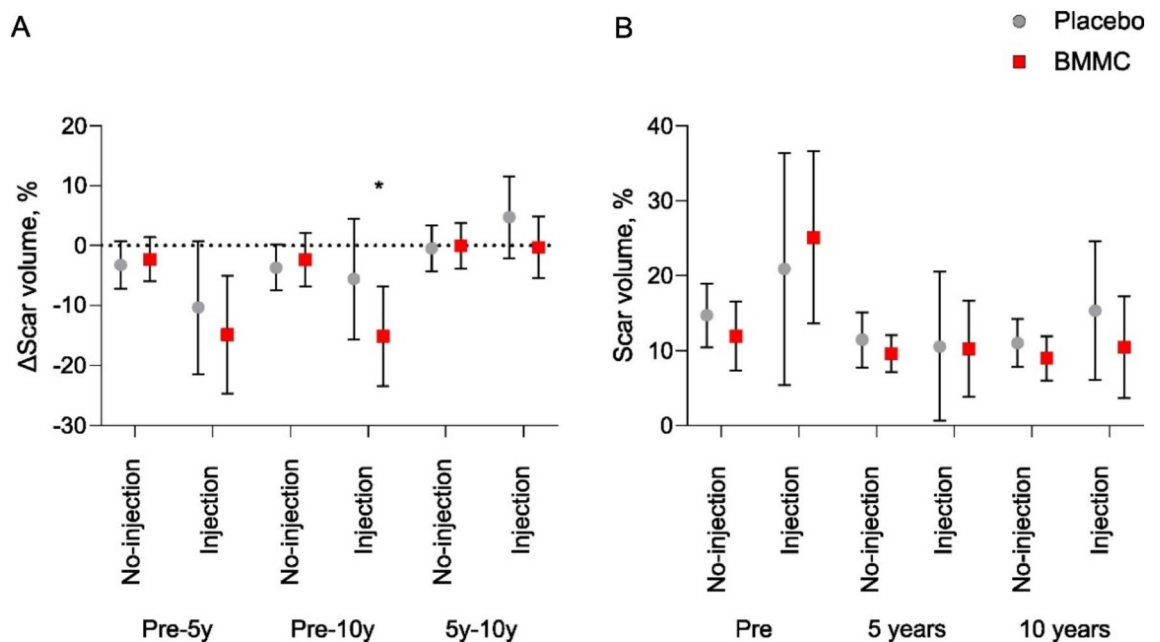 A
B
Placebo
BMMC
20
10
0
-10
-20
-30
ΔScar volume, %
*
No-injection
Injection
No-injection
Injection
No-injection
Injection
Pre-5y
Pre-10y
5y-10y
40
30
20
10
0
Scar volume, %
No-injection
Injection
No-injection
Injection
No-injection
Injection
Pre
5 years
10 years